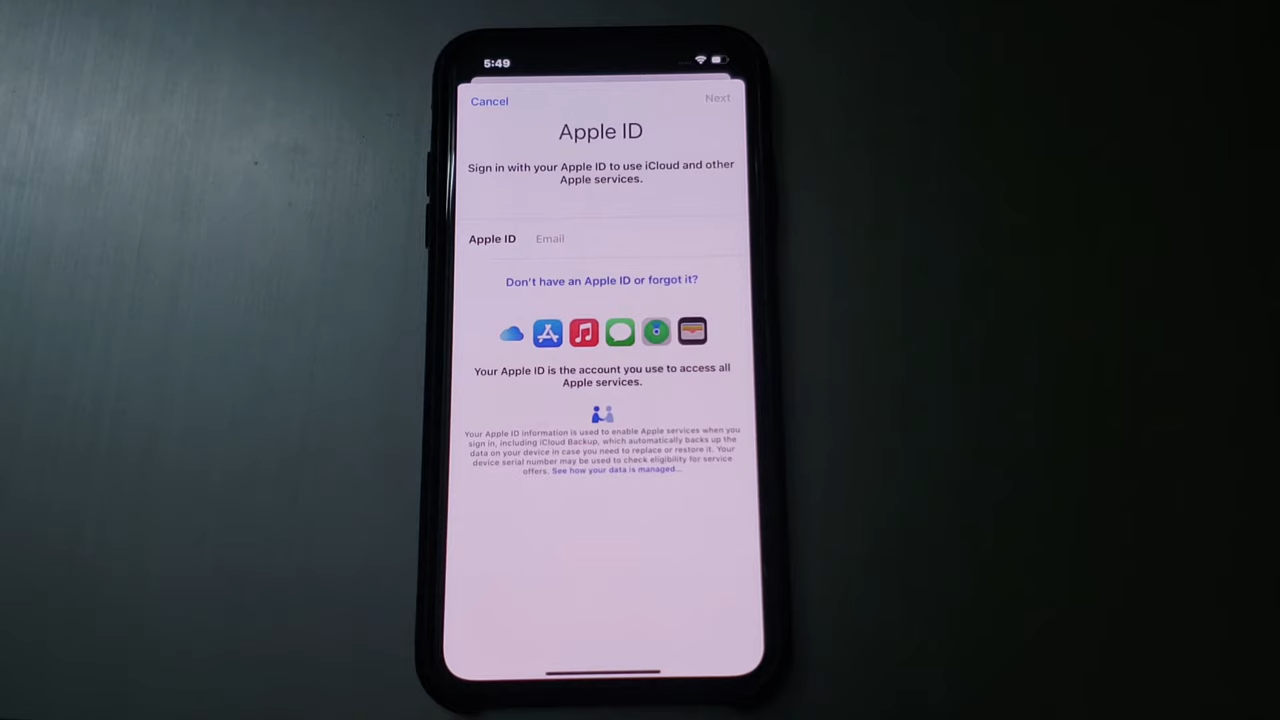 5:49
Cancel
Next
Apple ID
Sign in with your Apple ID to use iCloud and other
Apple services.
Apple ID Email
Don't have an Apple ID or forgot it?
Your Apple ID is the account you use to access all
Apple services.
Your Apple ID information is used to enable Apple services when you
sign in, including iCloud Backup, which automatically backs up the
data on your device in case you need to replace or restore it. Your
device serial number may be used to check eligibility for service
offers. See how your data is managed...